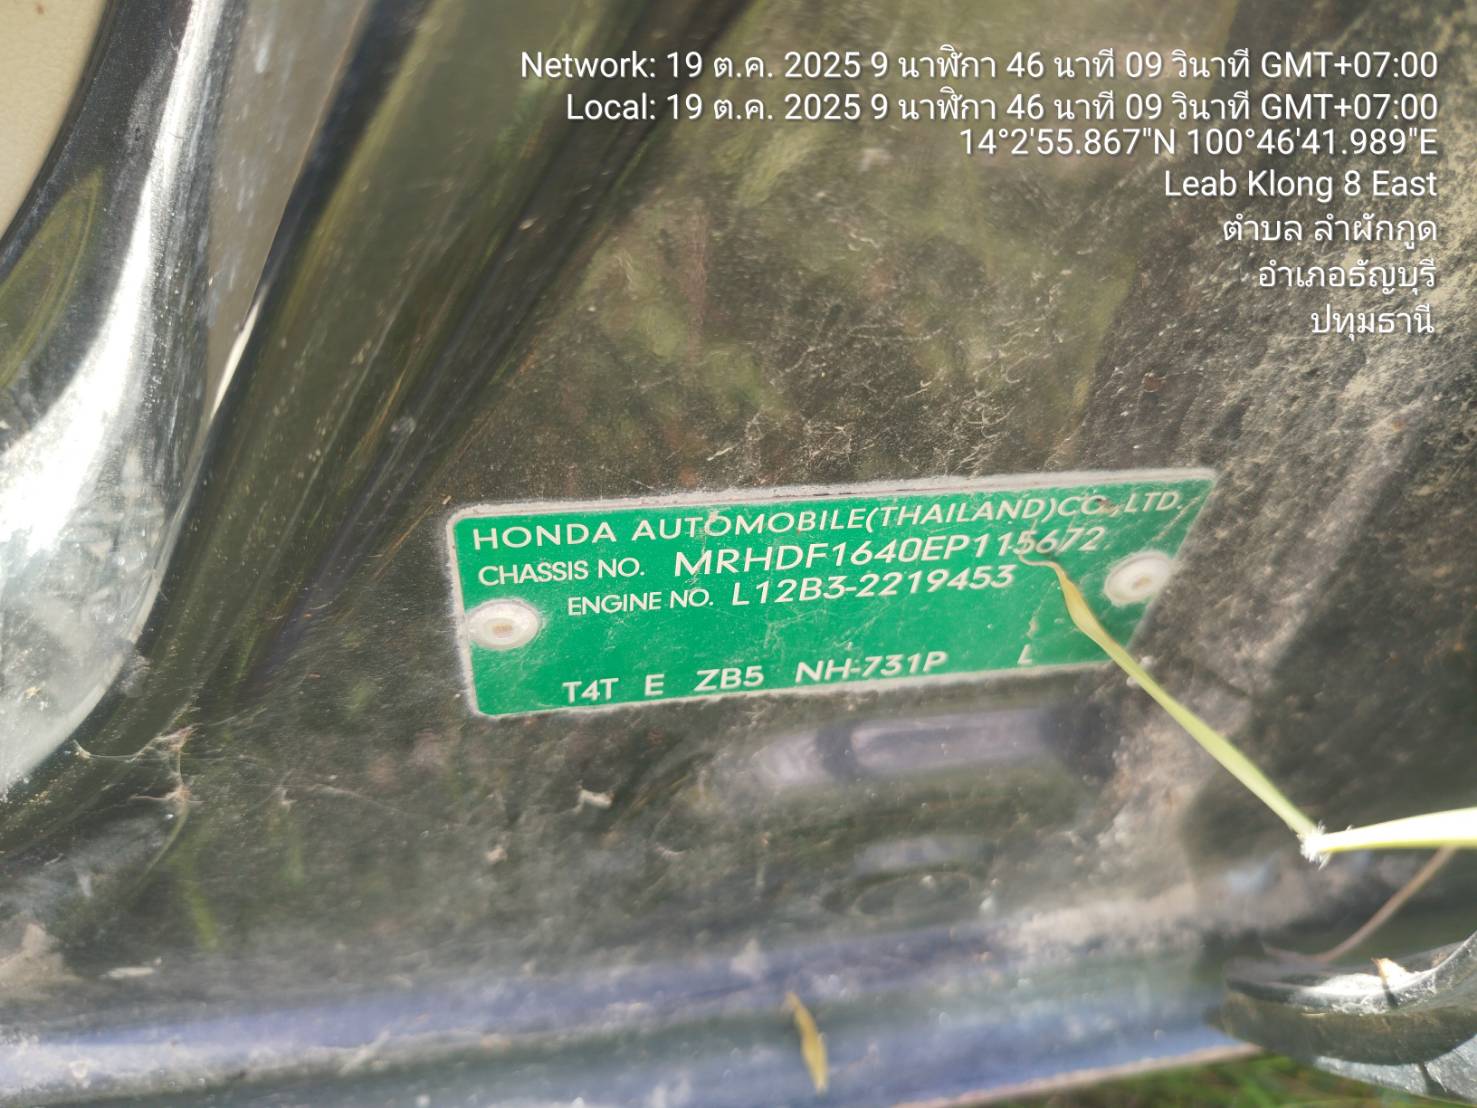 Network: 19 ต.ค. 2025 9 นาฬิกา 46 นาที 09 วินาที GMT+07:00
Local: 19 ต.ค. 2025 9 นาฬิกา 46 นาที 09 วินาที GMT+07:00
14°2'55.867"N 100°46'41.989"E
Leab Klong 8 East
ตำบล ลำผักกูด
อำเภอธัญบุรี
ปทุมธานี
HONDA AUTOMOBILE(THAILAND)CO.,LTD.
CHASSIS NO. MRHDF1640EP115672
ENGINE NO. L12B3-2219453
T4T E ZB5 NH-731P L